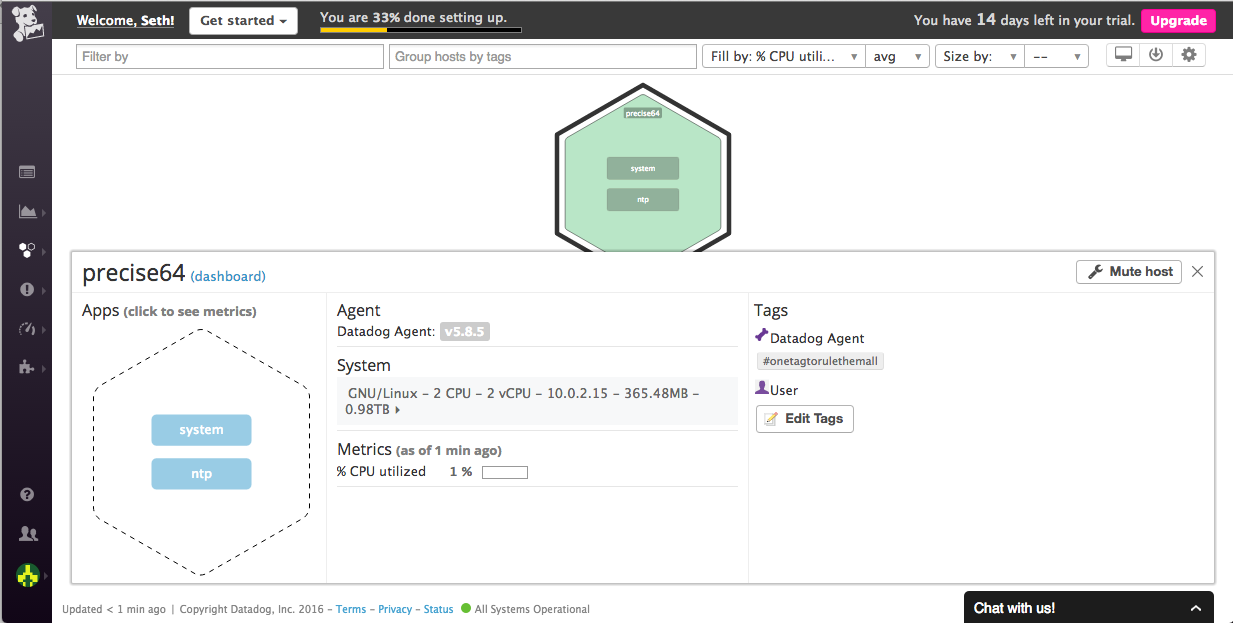 Welcome, Seth!
Get started
You are 33% done setting up.
You have 14 days left in your trial.
Upgrade
Filter by
Group hosts by tags
Fill by: % CPU utili...
avg
Size by:
--
precise64
system
ntp
precise64 (dashboard)
Mute host
Apps (click to see metrics)
system
ntp
Agent
Datadog Agent: v5.8.5
System
GNU/Linux – 2 CPU – 2 vCPU – 10.0.2.15 – 365.48MB –
0.98TB
Metrics (as of 1 min ago)
% CPU utilized 1 %
Tags
Datadog Agent
#onetagtorulethemall
User
Edit Tags
Updated < 1 min ago | Copyright Datadog, Inc. 2016 – Terms – Privacy – Status All Systems Operational
Chat with us!